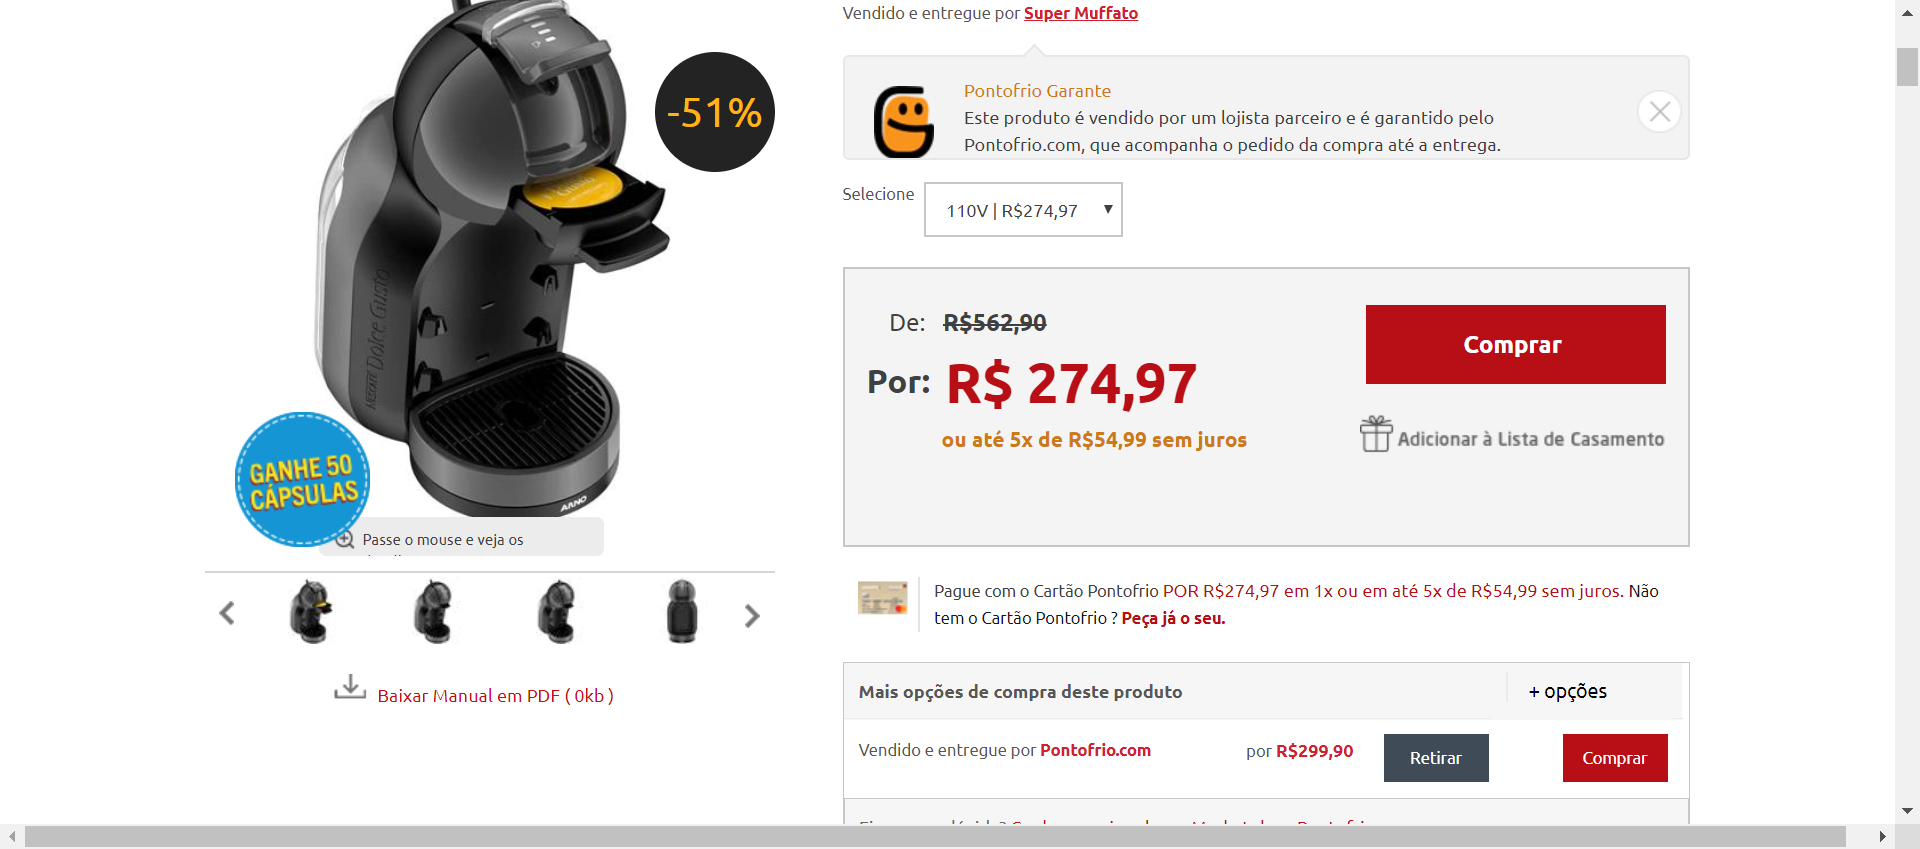 Vendido e entregue por Super Muffato
-51%
Pontofrio Garante
Este produto é vendido por um lojista parceiro e é garantido pelo
Pontofrio.com, que acompanha o pedido da compra até a entrega.
Selecione
110V | R$274,97
De: R$562,90
Por: R$ 274,97
ou até 5x de R$54,99 sem juros
Comprar
Adicionar à Lista de Casamento
NESCAFÉ Dolce Gusto
ARNO
GANHE 50
CÁPSULAS
Passe o mouse e veja os
Baixar Manual em PDF ( 0kb )
Pague com o Cartão Pontofrio POR R$274,97 em 1x ou em até 5x de R$54,99 sem juros. Não
tem o Cartão Pontofrio ? Peça já o seu.
Mais opções de compra deste produto
+ opções
Vendido e entregue por Pontofrio.com
por R$299,90
Retirar
Comprar